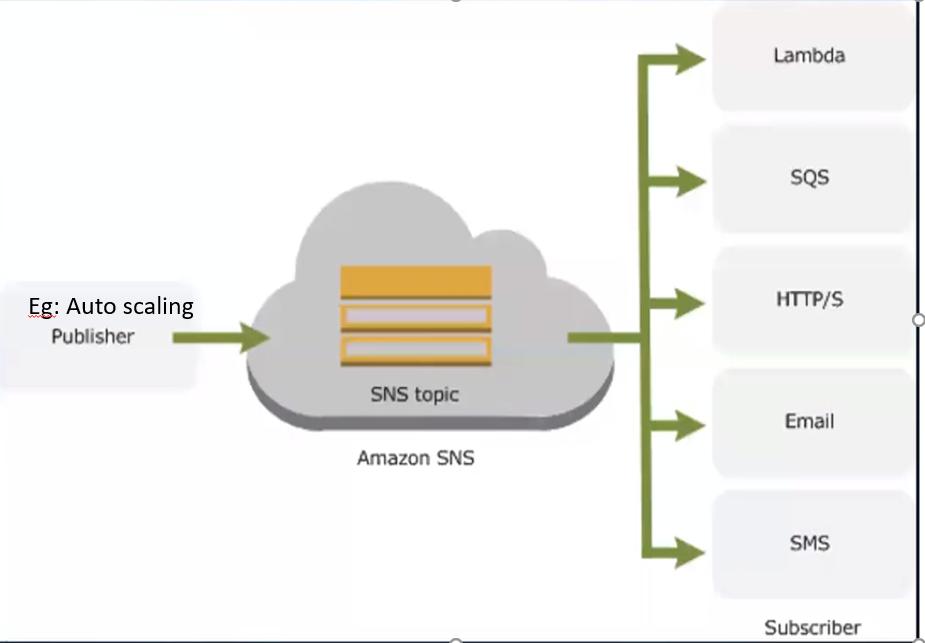 Eg: Auto scaling
Publisher
SNS topic
Amazon SNS
Lambda
SQS
HTTP/S
Email
SMS
Subscriber